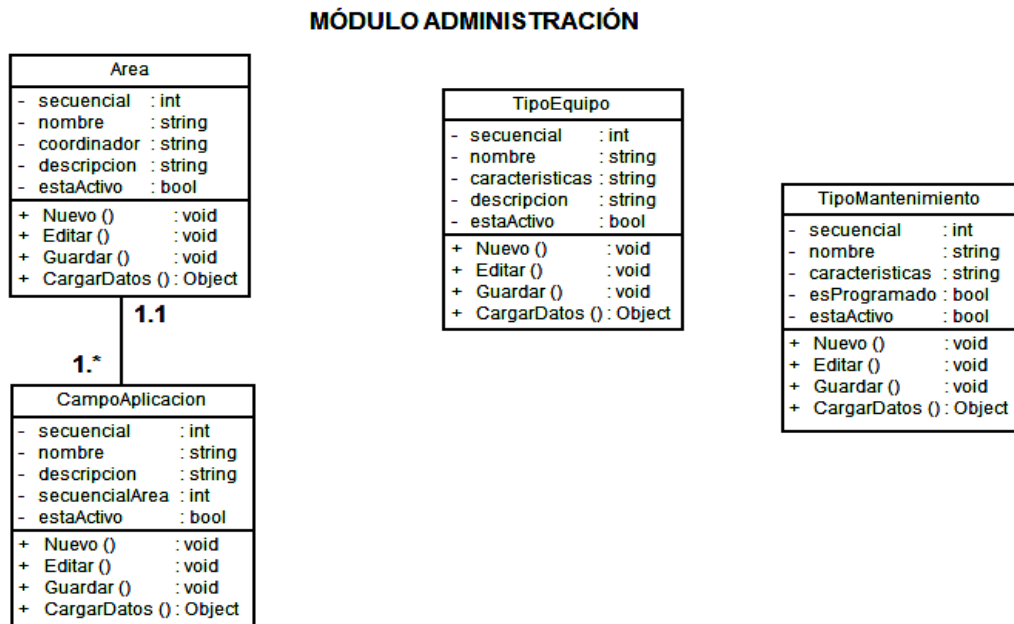 MÓDULO ADMINISTRACIÓN
Area
- secuencial : int
- nombre : string
- coordinador : string
- descripcion : string
- estaActivo : bool
+ Nuevo () : void
+ Editar () : void
+ Guardar () : void
+ CargarDatos () : Object
1.1
1.*
CampoAplicacion
- secuencial : int
- nombre : string
- descripcion : string
- secuencialArea : int
- estaActivo : bool
+ Nuevo () : void
+ Editar () : void
+ Guardar () : void
+ CargarDatos () : Object
TipoEquipo
- secuencial : int
- nombre : string
- caracteristicas : string
- descripcion : string
- estaActivo : bool
+ Nuevo () : void
+ Editar () : void
+ Guardar () : void
+ CargarDatos () : Object
TipoMantenimiento
- secuencial : int
- nombre : string
- caracteristicas : string
- esProgramado : bool
- estaActivo : bool
+ Nuevo () : void
+ Editar () : void
+ Guardar () : void
+ CargarDatos () : Object